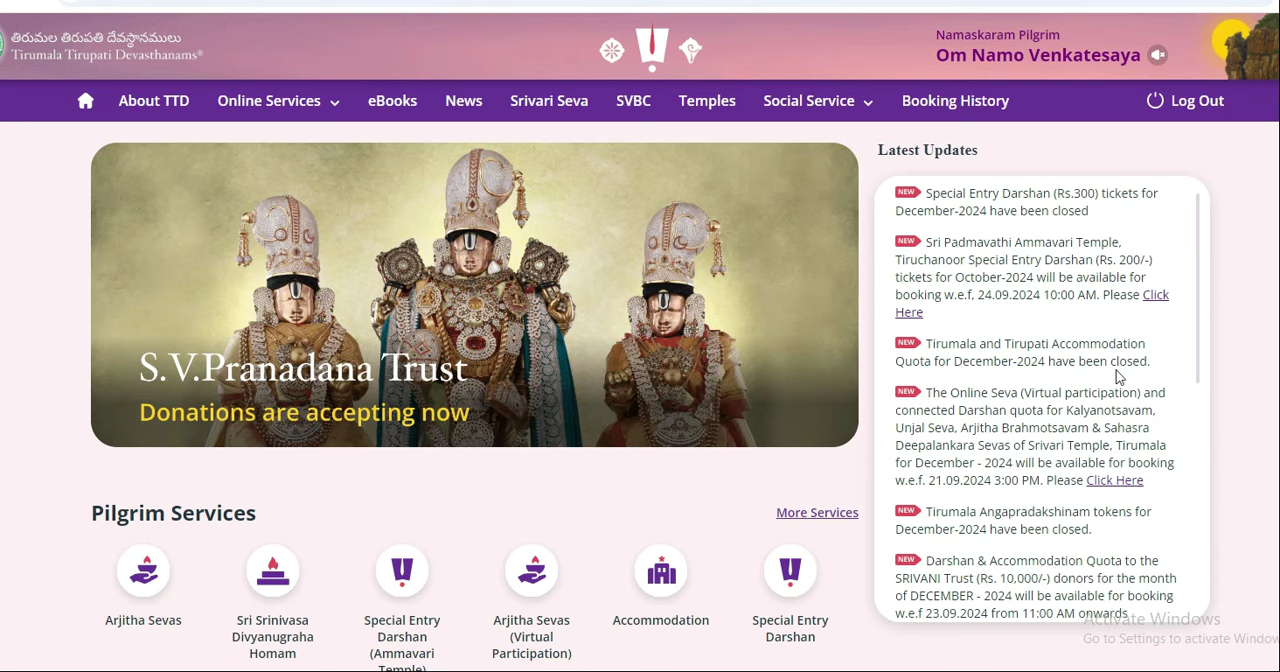 తిరుమల తిరుపతి దేవస్థానములు
Tirumala Tirupati Devasthanams®
Namaskaram Pilgrim
Om Namo Venkatesaya
About TTD
Online Services
eBooks
News
Srivari Seva
SVBC
Temples
Social Service
Booking History
Log Out
S.V.Pranadana Trust
Donations are accepting now
Latest Updates
NEW Special Entry Darshan (Rs.300) tickets for
December-2024 have been closed
NEW Sri Padmavathi Ammavari Temple,
Tiruchanoor Special Entry Darshan (Rs. 200/-)
tickets for October-2024 will be available for
booking w.e.f. 24.09.2024 10:00 AM. Please Click
Here
NEW Tirumala and Tirupati Accommodation
Quota for December-2024 have been closed.
NEW The Online Seva (Virtual participation) and
connected Darshan quota for Kalyanotsavam,
Unjal Seva, Arjitha Brahmotsavam & Sahasra
Deepalankara Sevas of Srivari Temple, Tirumala
for December - 2024 will be available for booking
w.e.f. 21.09.2024 3:00 PM. Please Click Here
NEW Tirumala Angapradakshinam tokens for
December-2024 have been closed.
NEW Darshan & Accommodation Quota to the
SRIVANI Trust (Rs. 10,000/-) donors for the month
of DECEMBER - 2024 will be available for booking
w.e.f 23.09.2024 from 11:00 AM onwards
Pilgrim Services
More Services
Arjitha Sevas
Sri Srinivasa
Divyanugraha
Homam
Special Entry
Darshan
(Ammavari
Temple)
Arjitha Sevas
(Virtual
Participation)
Accommodation
Special Entry
Darshan
Activate Windows
Go to Settings to activate Window